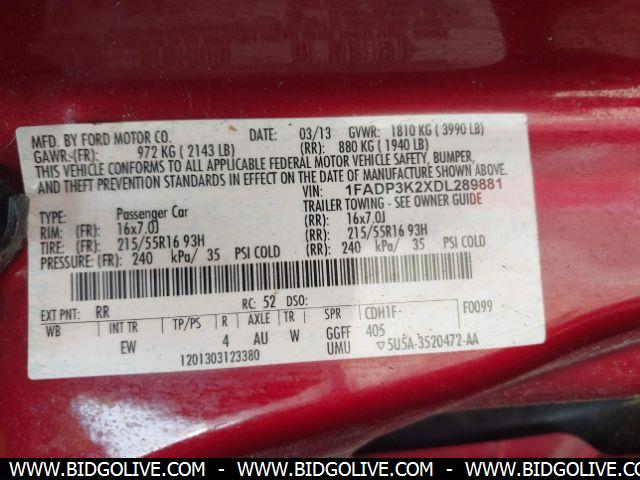 MFD. BY FORD MOTOR CO. DATE: 03/13 GVWR: 1810 KG ( 3990 LB)
GAWR:(FR): 972 KG ( 2143 LB) (RR): 880 KG ( 1940 LB)
THIS VEHICLE CONFORMS TO ALL APPLICABLE FEDERAL MOTOR VEHICLE SAFETY, BUMPER,
AND THEFT PREVENTION STANDARDS IN EFFECT ON THE DATE OF MANUFACTURE SHOWN ABOVE.
VIN: 1FADP3K2XDL289881
TYPE: Passenger Car TRAILER TOWING - SEE OWNER GUIDE
RIM: (FR): 16x7.0J (RR): 16x7.0J
TIRE: (FR): 215/55R16 93H (RR): 215/55R16 93H
PRESSURE: (FR): 240 kPa/ 35 PSI COLD (RR): 240 kPa/ 35 PSI COLD
EXT PNT: RR RC: 52 DSO: F0099
WB INT TR TP/PS R AXLE TR SPR CDH1F-
EW 4 AU W GGFF 405
1201303123380 UMU ▽5U5A-3520472-AA
WWW.BIDGOLIVE.COM - WWW.BIDGOLIVE.COM - WWW.BIDGOLIVE.COM